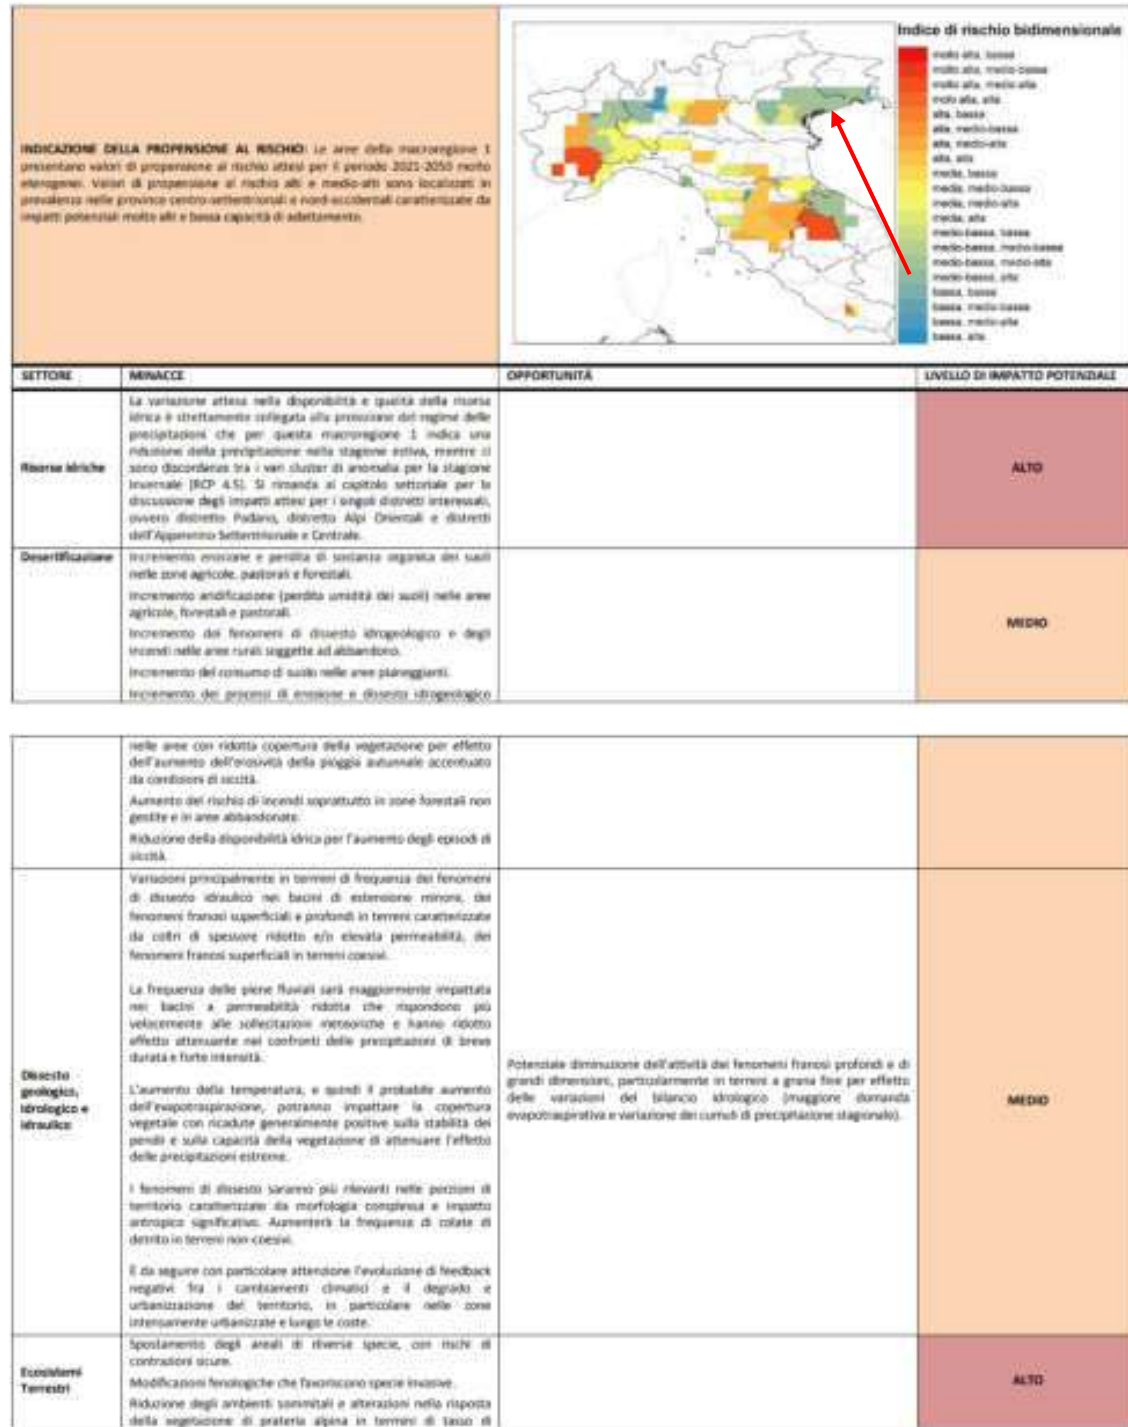 Indice di rischio bidimensionale
molto alta, bassa
molto alta, medio-bassa
molto alta, medio-alta
molto alta, alta
alta, bassa
alta, medio-bassa
alta, medio-alta
alta, alta
media, bassa
media, medio-bassa
media, medio-alta
media, alta
medio-bassa, bassa
medio-bassa, medio-bassa
medio-bassa, medio-alta
medio-bassa, alta
bassa, bassa
bassa, medio-bassa
bassa, medio-alta
bassa, alta
INDICAZIONE DELLA PROPENSIONE AL RISCHIO: Le aree della macroregione 1
presentano valori di propensione al rischio attesi per il periodo 2021-2050 molto
eterogenei. Valori di propensione al rischio alti e medio-alti sono localizzati in
prevalenza nelle province centro-settentrionali e nord-occidentali caratterizzate da
impatti potenziali molto alti e bassa capacità di adattamento.
SETTORE MINACCE OPPORTUNITÀ LIVELLO DI IMPATTO POTENZIALE
Risorse idriche
La variazione attesa nella disponibilità e qualità della risorsa
idrica è strettamente collegata alla proiezione del regime delle
precipitazioni che per questa macroregione 1 indica una
riduzione della precipitazione nella stagione estiva, mentre ci
sono discordanze tra i vari cluster di anomalia per la stagione
invernale [RCP 4.5]. Si rimanda al capitolo settoriale per la
discussione degli impatti attesi per i singoli distretti interessati,
ovvero distretto Padano, distretto Alpi Orientali e distretti
dell'Appennino Settentrionale e Centrale.
ALTO
Desertificazione
Incremento erosione e perdita di sostanza organica dei suoli
nelle zone agricole, pastorali e forestali.
Incremento aridificazione (perdita umidità dei suoli) nelle aree
agricole, forestali e pastorali.
Incremento dei fenomeni di dissesto idrogeologico e degli
incendi nelle aree rurali soggette ad abbandono.
Incremento del consumo di suolo nelle aree pianeggianti.
Incremento dei processi di erosione e dissesto idrogeologico
MEDIO
nelle aree con ridotta copertura della vegetazione per effetto
dell'aumento dell'erosività della pioggia autunnale accentuato
da condizioni di siccità.
Aumento del rischio di incendi soprattutto in zone forestali non
gestite e in aree abbandonate.
Riduzione della disponibilità idrica per l'aumento degli episodi di
siccità.
Dissesto
geologico,
idrologico e
idraulico
Variazioni principalmente in termini di frequenza dei fenomeni
di dissesto idraulico nei bacini di estensione minore, dei
fenomeni franosi superficiali e profondi in terreni caratterizzate
da coltri di spessore ridotto e/o elevata permeabilità, dei
fenomeni franosi superficiali in terreni coesivi.
La frequenza delle piene fluviali sarà maggiormente impattata
nei bacini a permeabilità ridotta che rispondono più
velocemente alle sollecitazioni meteoriche e hanno ridotto
effetto attenuante nei confronti delle precipitazioni di breve
durata e forte intensità.
L'aumento della temperatura, e quindi il probabile aumento
dell'evapotraspirazione, potranno impattare la copertura
vegetale con ricadute generalmente positive sulla stabilità dei
pendii e sulla capacità della vegetazione di attenuare l'effetto
delle precipitazioni estreme.
I fenomeni di dissesto saranno più rilevanti nelle porzioni di
territorio caratterizzate da morfologia complessa e impatto
antropico significativo. Aumenterà la frequenza di colate di
detrito in terreni non-coesivi.
È da seguire con particolare attenzione l'evoluzione di feedback
negativi fra i cambiamenti climatici e il degrado e
urbanizzazione del territorio, in particolare nelle zone
intensamente urbanizzate e lungo le coste.
Potenziale diminuzione dell'attività dei fenomeni franosi profondi e di
grandi dimensioni, particolarmente in terreni a grana fine per effetto
delle variazioni del bilancio idrologico (maggiore domanda
evapotraspirativa e variazione dei cumuli di precipitazione stagionale).
MEDIO
Ecosistemi
Terrestri
Spostamento degli areali di diverse specie, con rischi di
contrazioni sicure.
Modificazioni fenologiche che favoriscono specie invasive.
Riduzione degli ambienti sommitali e alterazioni nella risposta
della vegetazione di prateria alpina in termini di tasso di
ALTO